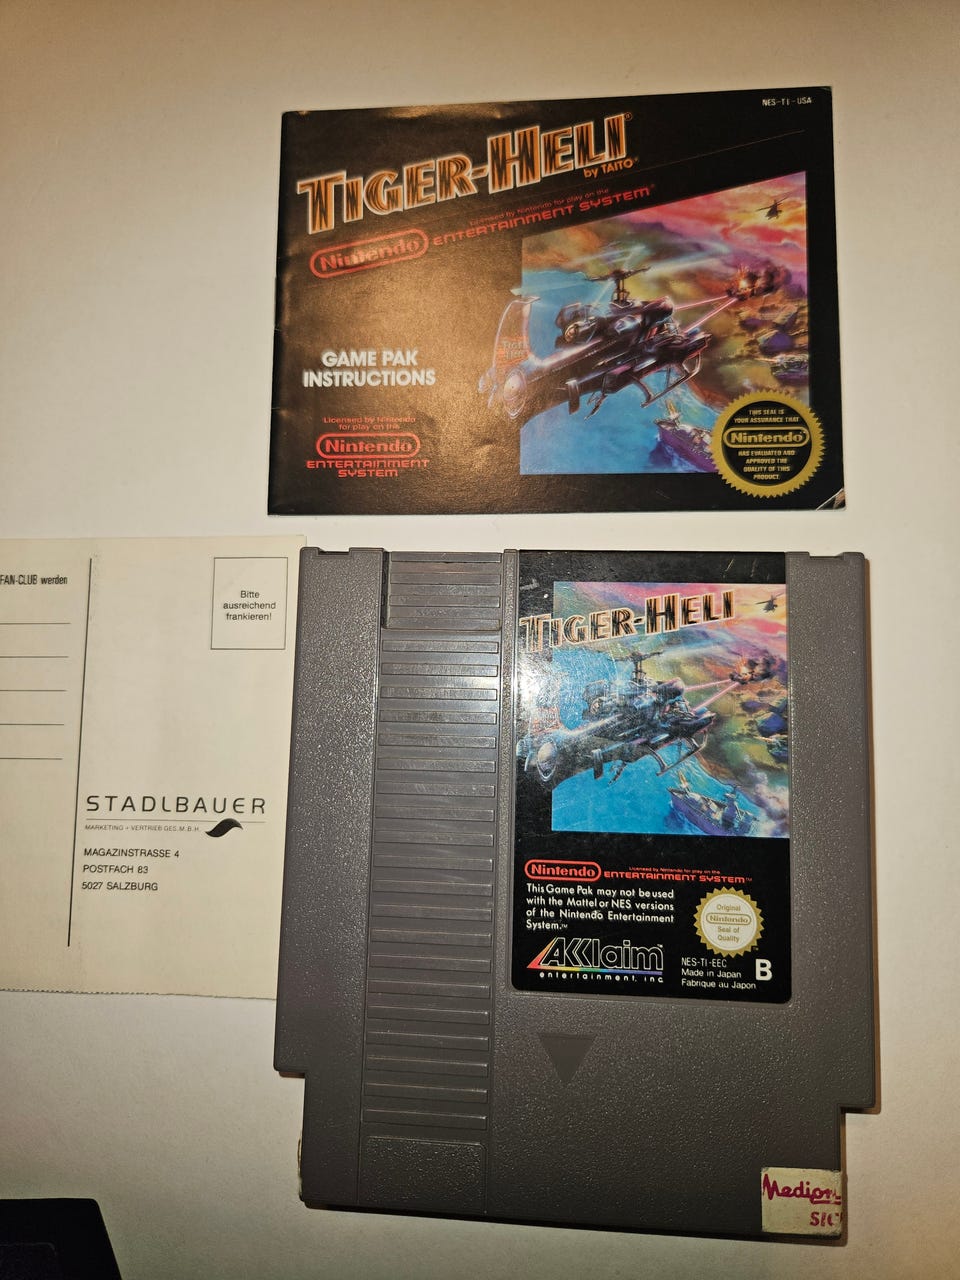 NES-TI-USA
TIGER-HELI®
by TAITO®
Licensed by Nintendo for play on the
Nintendo ENTERTAINMENT SYSTEM®
GAME PAK
INSTRUCTIONS
Licensed by Nintendo
for play on the
Nintendo®
ENTERTAINMENT
SYSTEM™
THIS SEAL IS
YOUR ASSURANCE THAT
Nintendo®
HAS EVALUATED AND
APPROVED THE
QUALITY OF THIS
PRODUCT.
FAN-CLUB werden
Bitte
ausreichend
frankieren!
STADLBAUER
MARKETING + VERTRIEB GES.M.B.H.
MAGAZINSTRASSE 4
POSTFACH 83
5027 SALZBURG
TIGER-HELI
Licensed by Nintendo for play on the
Nintendo ENTERTAINMENT SYSTEM™
This Game Pak may not be used
with the Mattel or NES versions
of the Nintendo Entertainment
System.™
AKKlaim™
entertainment, inc.
Original
Nintendo
Seal of
Quality
NES-TI-EEC
Made in Japan
Fabriqué au Japon
B